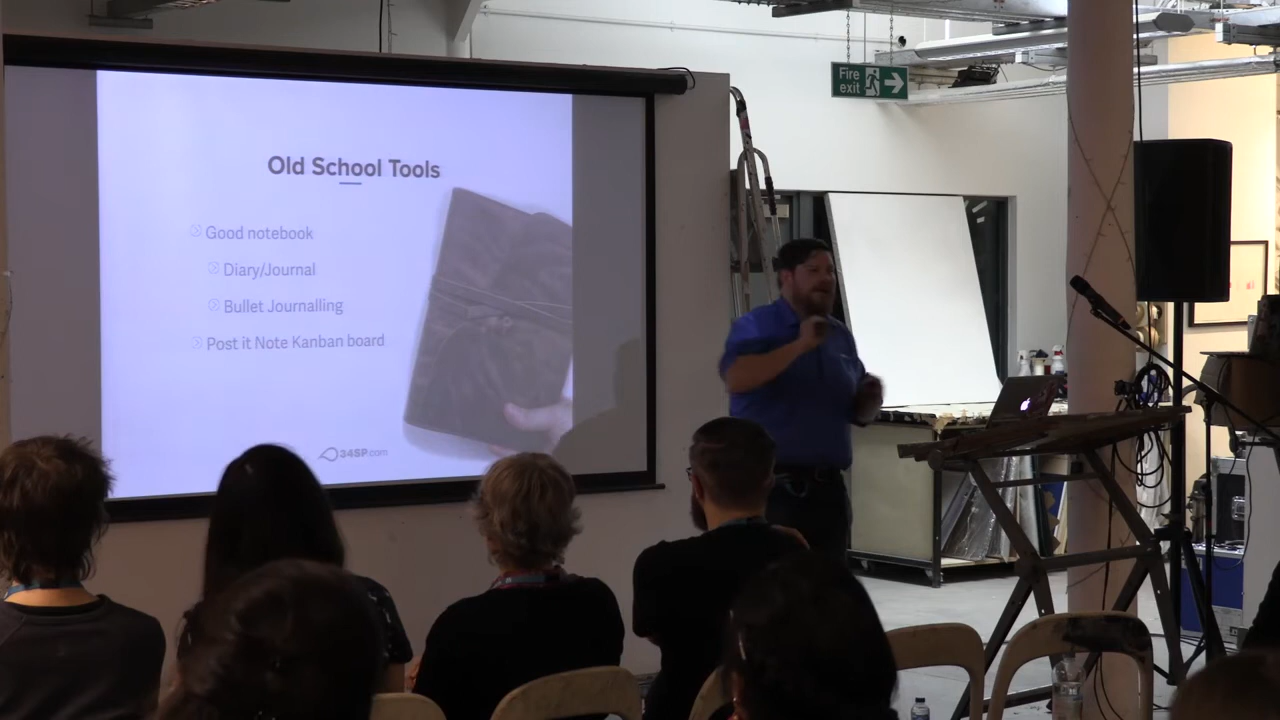 Old School Tools
Good notebook
Diary/Journal
Bullet Journalling
Post it Note Kanban board
34SP.com
Fire
exit